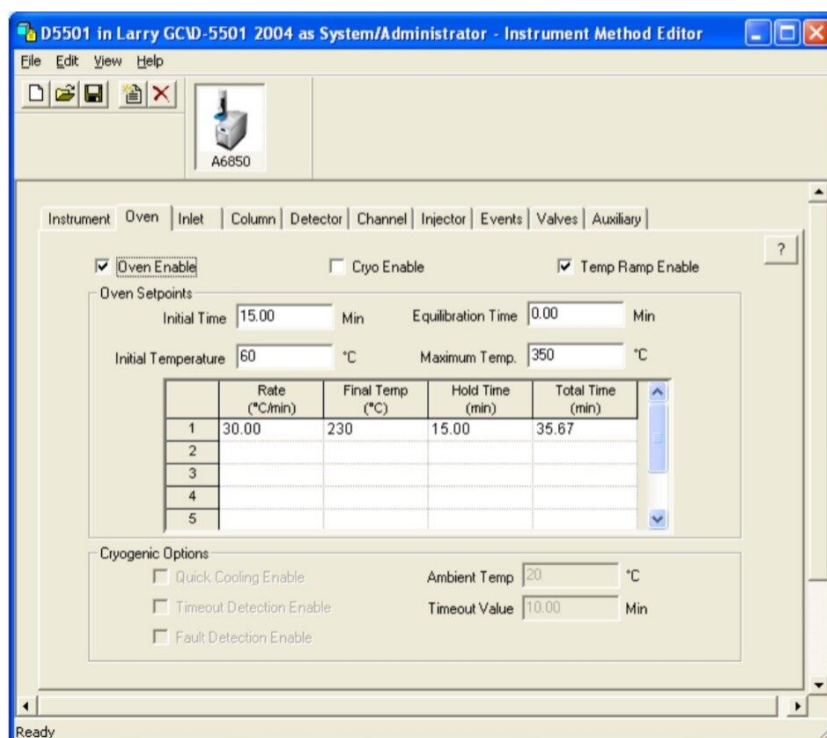 D5501 in Larry GC\D-5501 2004 as System/Administrator - Instrument Method Editor
File Edit View Help
A6850
Instrument Oven Inlet Column Detector Channel Injector Events Valves Auxiliary
?
Oven Enable Cryo Enable Temp Ramp Enable
Oven Setpoints
Initial Time 15.00 Min Equilibration Time 0.00 Min
Initial Temperature 60 °C Maximum Temp. 350 °C
Rate Final Temp Hold Time Total Time
(°C/min) (°C) (min) (min)
1 30.00 230 15.00 35.67
2
3
4
5
Cryogenic Options
Quick Cooling Enable Ambient Temp 20 °C
Timeout Detection Enable Timeout Value 10.00 Min
Fault Detection Enable
Ready